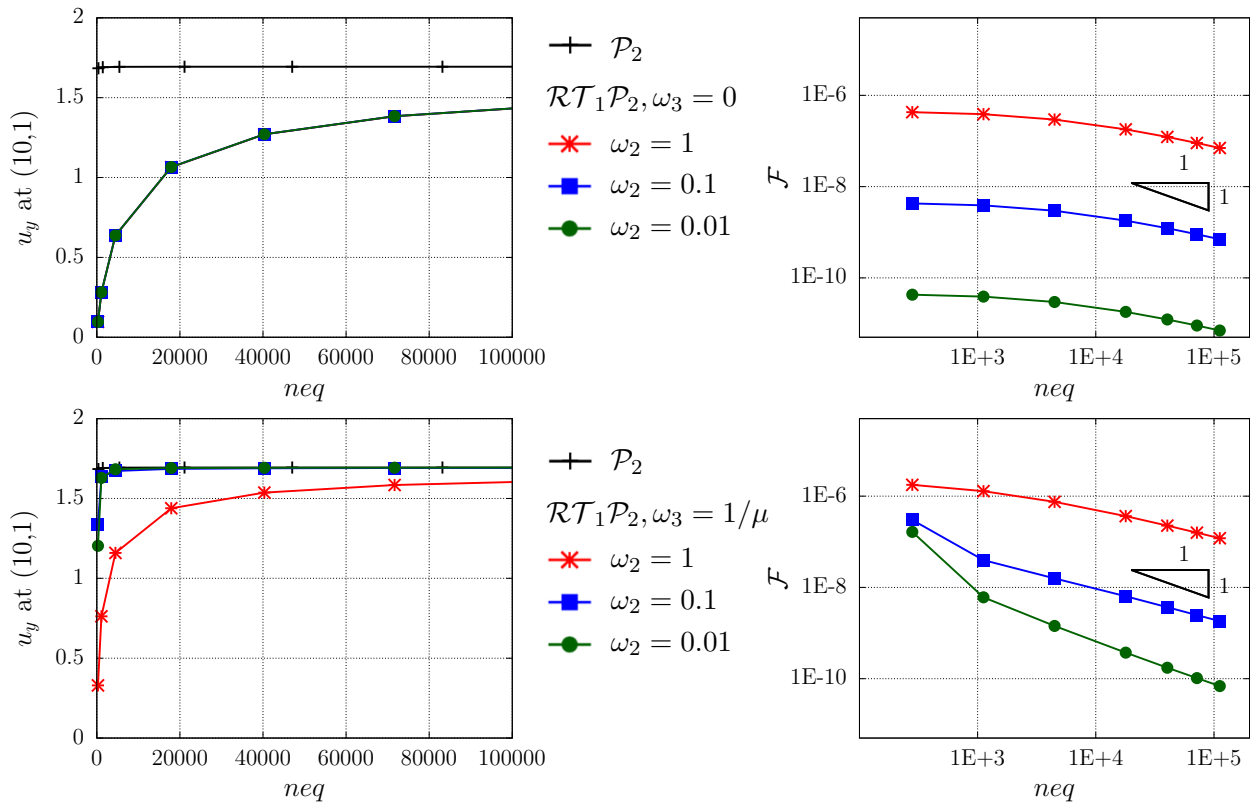 2
1.5
1
0.5
0
u_y at (10,1)
0 20000 40000 60000 80000 100000
neq
𝒫₂
ℛ𝒯₁𝒫₂, ω₃ = 0
ω₂ = 1
ω₂ = 0.1
ω₂ = 0.01
1E-6
1E-8
1E-10
ℱ
1
1
1E+3 1E+4 1E+5
neq
2
1.5
1
0.5
0
u_y at (10,1)
0 20000 40000 60000 80000 100000
neq
𝒫₂
ℛ𝒯₁𝒫₂, ω₃ = 1/μ
ω₂ = 1
ω₂ = 0.1
ω₂ = 0.01
1E-6
1E-8
1E-10
ℱ
1
1
1E+3 1E+4 1E+5
neq